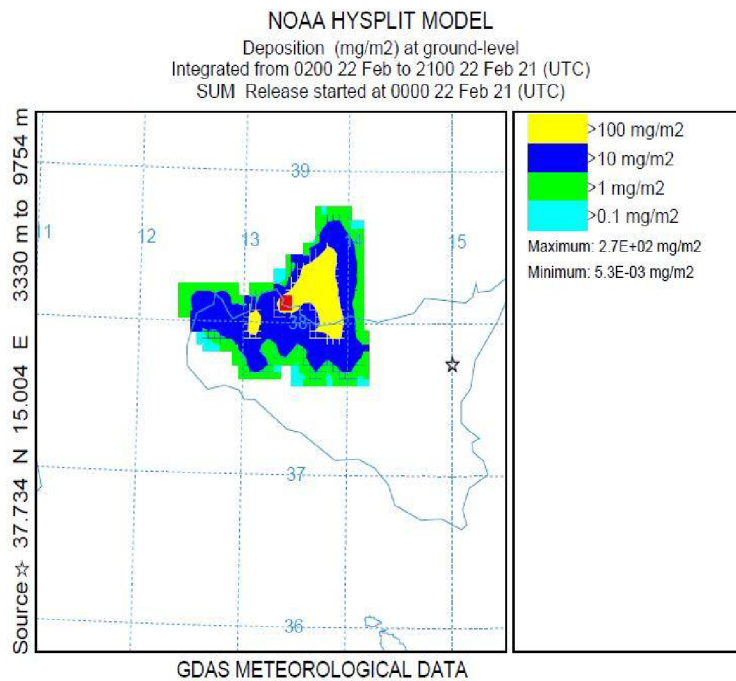 NOAA HYSPLIT MODEL
Deposition (mg/m2) at ground-level
Integrated from 0200 22 Feb to 2100 22 Feb 21 (UTC)
SUM Release started at 0000 22 Feb 21 (UTC)
Source ☆ 37.734 N 15.004 E 3330 m to 9754 m
39
11
12
13
14
15
38
37
36
>100 mg/m2
>10 mg/m2
>1 mg/m2
>0.1 mg/m2
Maximum: 2.7E+02 mg/m2
Minimum: 5.3E-03 mg/m2
GDAS METEOROLOGICAL DATA